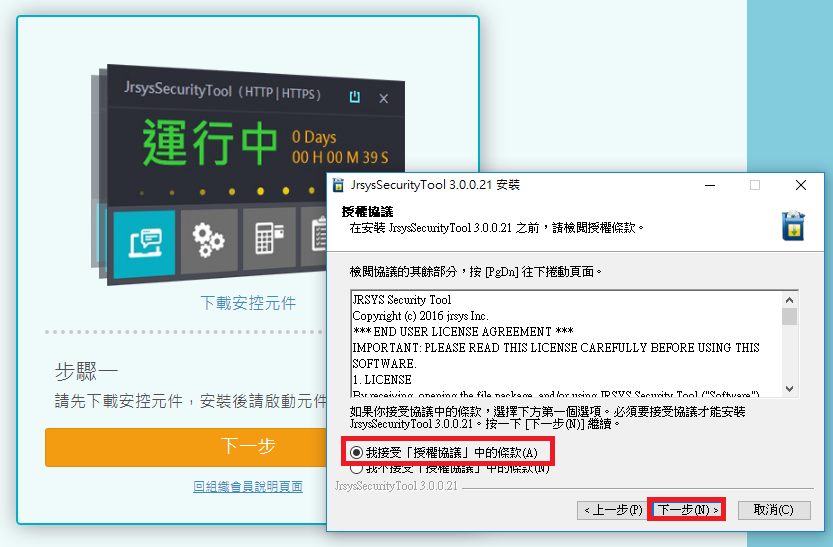 JrsysSecurityTool ( HTTP | HTTPS )
運行中
0 Days
00 H 00 M 39 S
下載安控元件
步驟一
請先下載安控元件，安裝後請啟動元件
下一步
回組織會員說明頁面
JrsysSecurityTool 3.0.0.21 安裝
授權協議
在安裝 JrsysSecurityTool 3.0.0.21 之前，請檢閱授權條款。
檢閱協議的其餘部分，按 [PgDn] 往下捲動頁面。
JRSYS Security Tool
Copyright (c) 2016 jrsys Inc.
*** END USER LICENSE AGREEMENT ***
IMPORTANT: PLEASE READ THIS LICENSE CAREFULLY BEFORE USING THIS
SOFTWARE.
1. LICENSE
By receiving, opening the file package, and/or using JRSYS Security Tool ("Software")
如果你接受協議中的條款，選擇下方第一個選項。必須要接受協議才能安裝
JrsysSecurityTool 3.0.0.21。按一下 [下一步(N)] 繼續。
我接受「授權協議」中的條款(A)
我不接受「授權協議」中的條款(N)
JrsysSecurityTool 3.0.0.21
< 上一步(P)
下一步(N) >
取消(C)